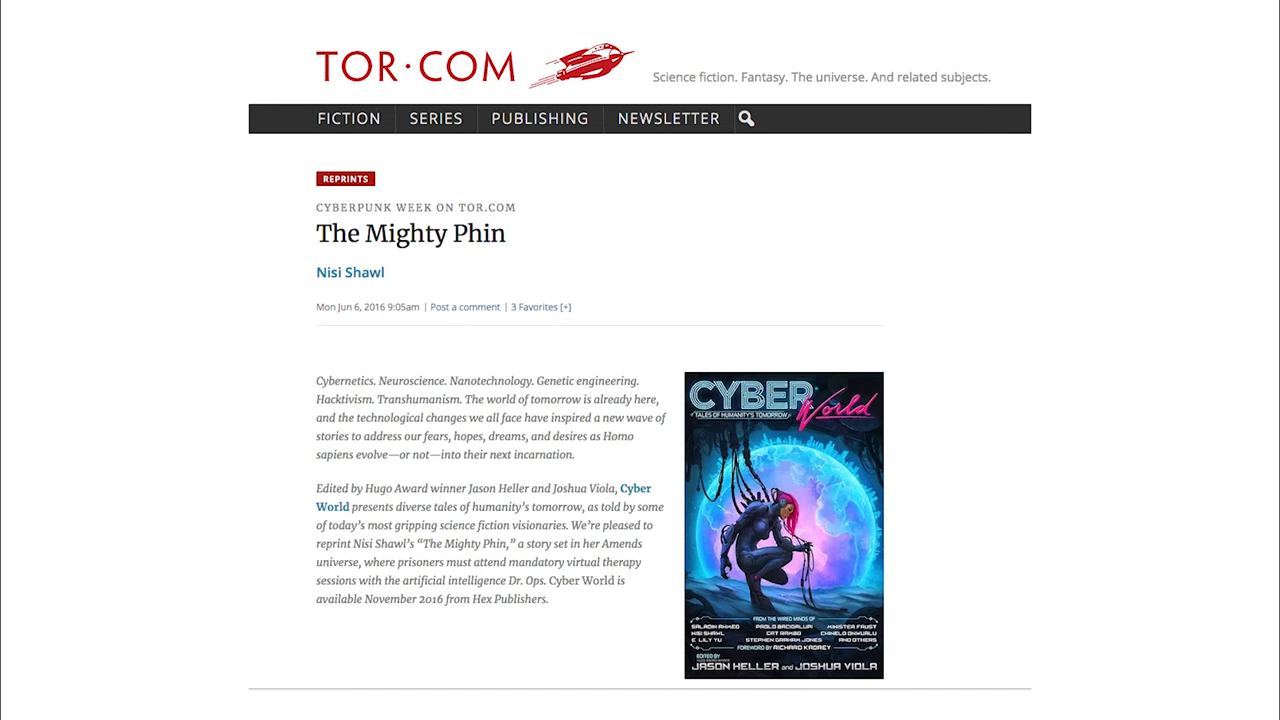 TOR·COM
Science fiction. Fantasy. The universe. And related subjects.
FICTION
SERIES
PUBLISHING
NEWSLETTER
REPRINTS
CYBERPUNK WEEK ON TOR.COM
The Mighty Phin
Nisi Shawl
Mon Jun 6, 2016 9:05am | Post a comment | 3 Favorites [+]
Cybernetics. Neuroscience. Nanotechnology. Genetic engineering.
Hacktivism. Transhumanism. The world of tomorrow is already here,
and the technological changes we all face have inspired a new wave of
stories to address our fears, hopes, dreams, and desires as Homo
sapiens evolve—or not—into their next incarnation.
Edited by Hugo Award winner Jason Heller and Joshua Viola, Cyber
World presents diverse tales of humanity's tomorrow, as told by some
of today's most gripping science fiction visionaries. We're pleased to
reprint Nisi Shawl's "The Mighty Phin," a story set in her Amends
universe, where prisoners must attend mandatory virtual therapy
sessions with the artificial intelligence Dr. Ops. Cyber World is
available November 2016 from Hex Publishers.
CYBER
World
TALES OF HUMANITY'S TOMORROW
FROM THE WIRED MINDS OF
SALADIN AHMED PAOLO BACIGALUPI MINISTER FAUST
NISI SHAWL CAT RAMBO CHINELO ONWUALU
E. LILY YU STEPHEN GRAHAM JONES AND OTHERS
FOREWORD BY RICHARD KADREY
EDITED BY
JASON HELLER and JOSHUA VIOLA